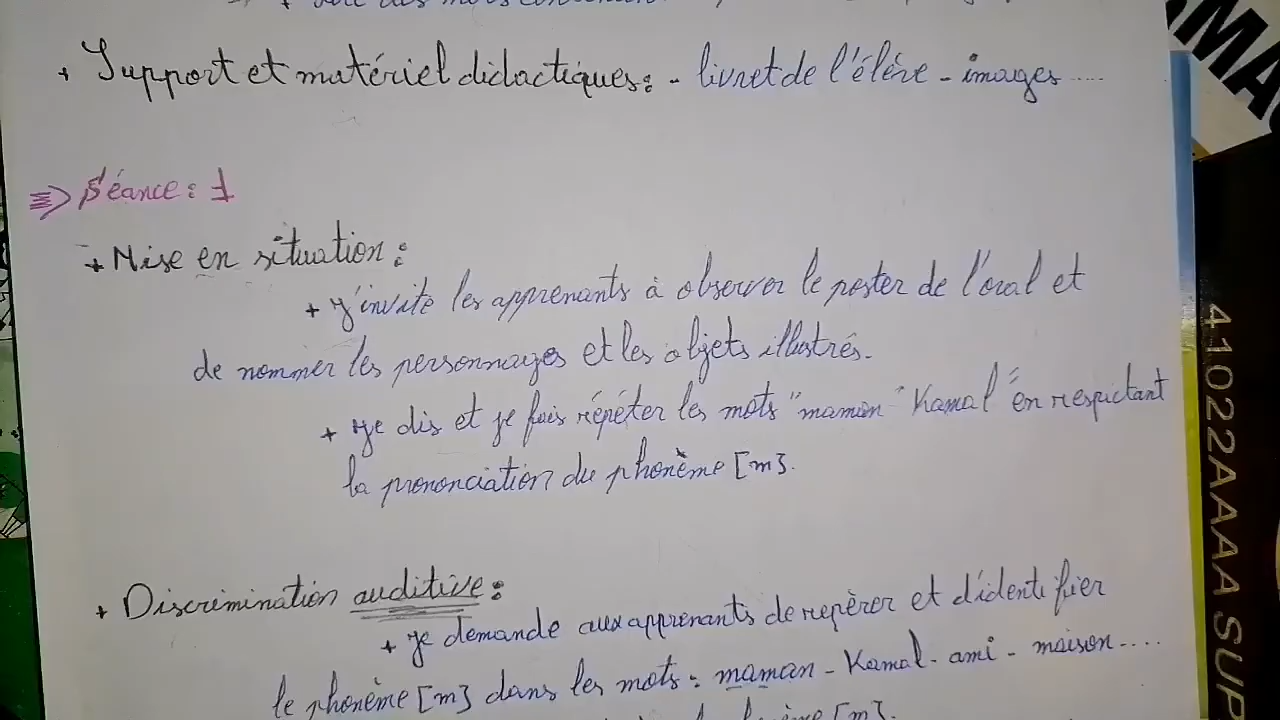 + Support et matériel didactiques: - livret de l'élève - images.....
⇒ Séance: 1
+ Mise en situation:
+ J'invite les apprenants à observer le poster de l'oral et
de nommer les personnages et les objets illustrés.
+ Je dis et je fais répéter les mots "maman" Kamal" en respectant
la prononciation du phonème [m].
+ Discrimination auditive:
+ Je demande aux apprenants de repérer et d'identifier
le phonème [m] dans les mots: maman - Kamal - ami - maison....
[m].
MA
41022AAAA SUP